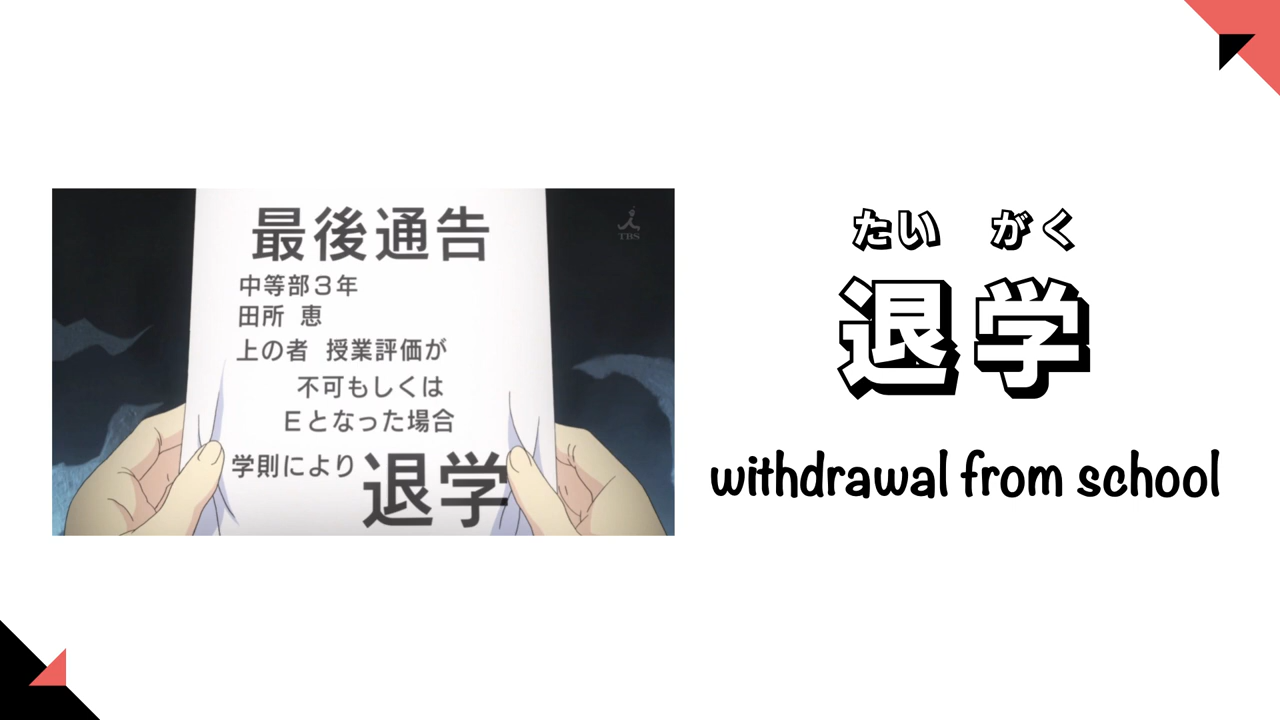 最後通告
中等部3年
田所 恵
上の者 授業評価が
不可もしくは
Eとなった場合
学則により 退学
TBS
たい がく
退学
withdrawal from school